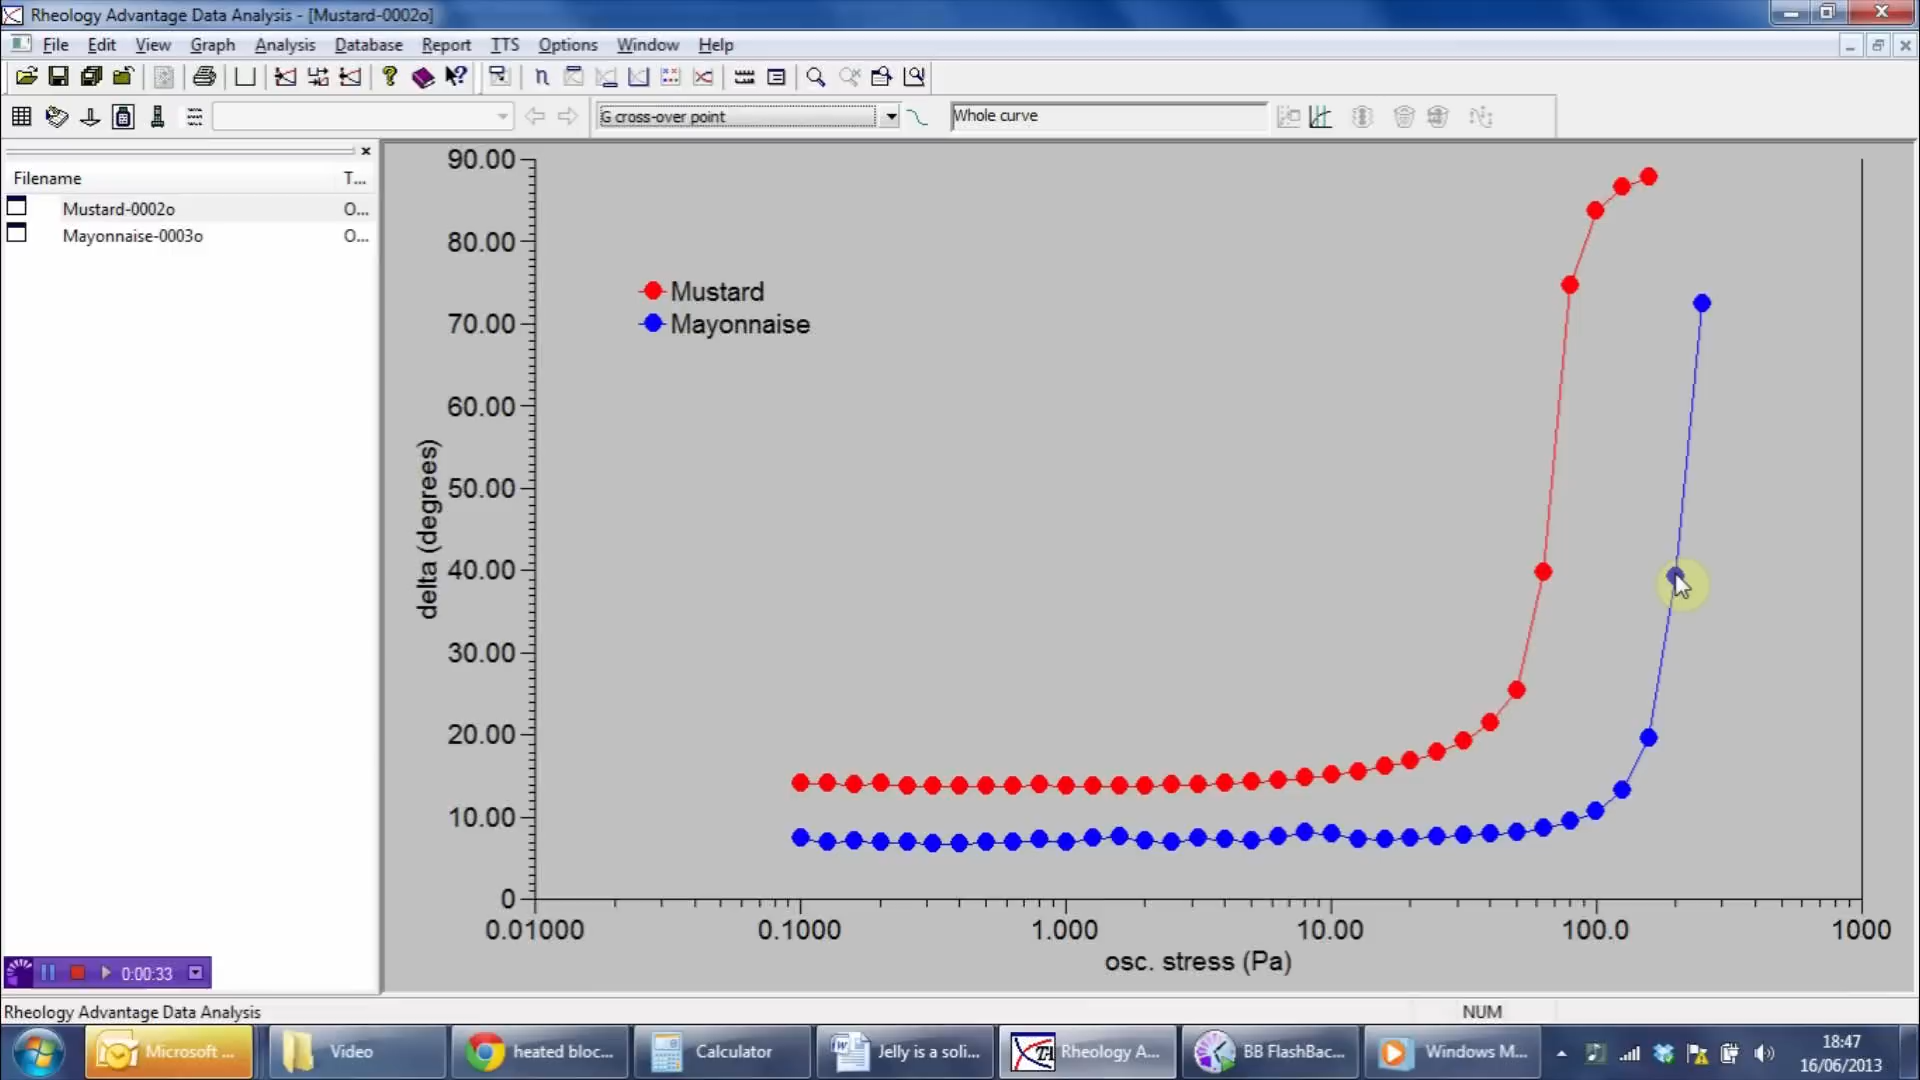 Rheology Advantage Data Analysis - [Mustard-0002o]
File Edit View Graph Analysis Database Report TTS Options Window Help
G cross-over point
Whole curve
Filename T...
Mustard-0002o O...
Mayonnaise-0003o O...
90.00
80.00
70.00
60.00
50.00
40.00
30.00
20.00
10.00
0
delta (degrees)
Mustard
Mayonnaise
0.01000 0.1000 1.000 10.00 100.0 1000
osc. stress (Pa)
0:00:33
Rheology Advantage Data Analysis NUM
Microsoft ... Video heated bloc... Calculator Jelly is a soli... TA Rheology A... BB FlashBac... Windows M... 18:47
16/06/2013